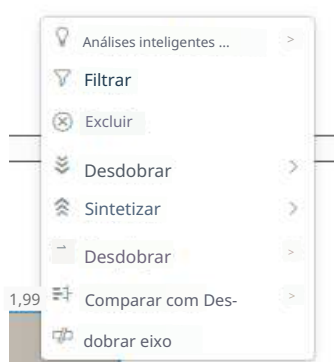 Análises inteligentes ... >
Filtrar
Excluir
Desdobrar >
Sintetizar >
Desdobrar >
1,99 Comparar com Des- >
dobrar eixo